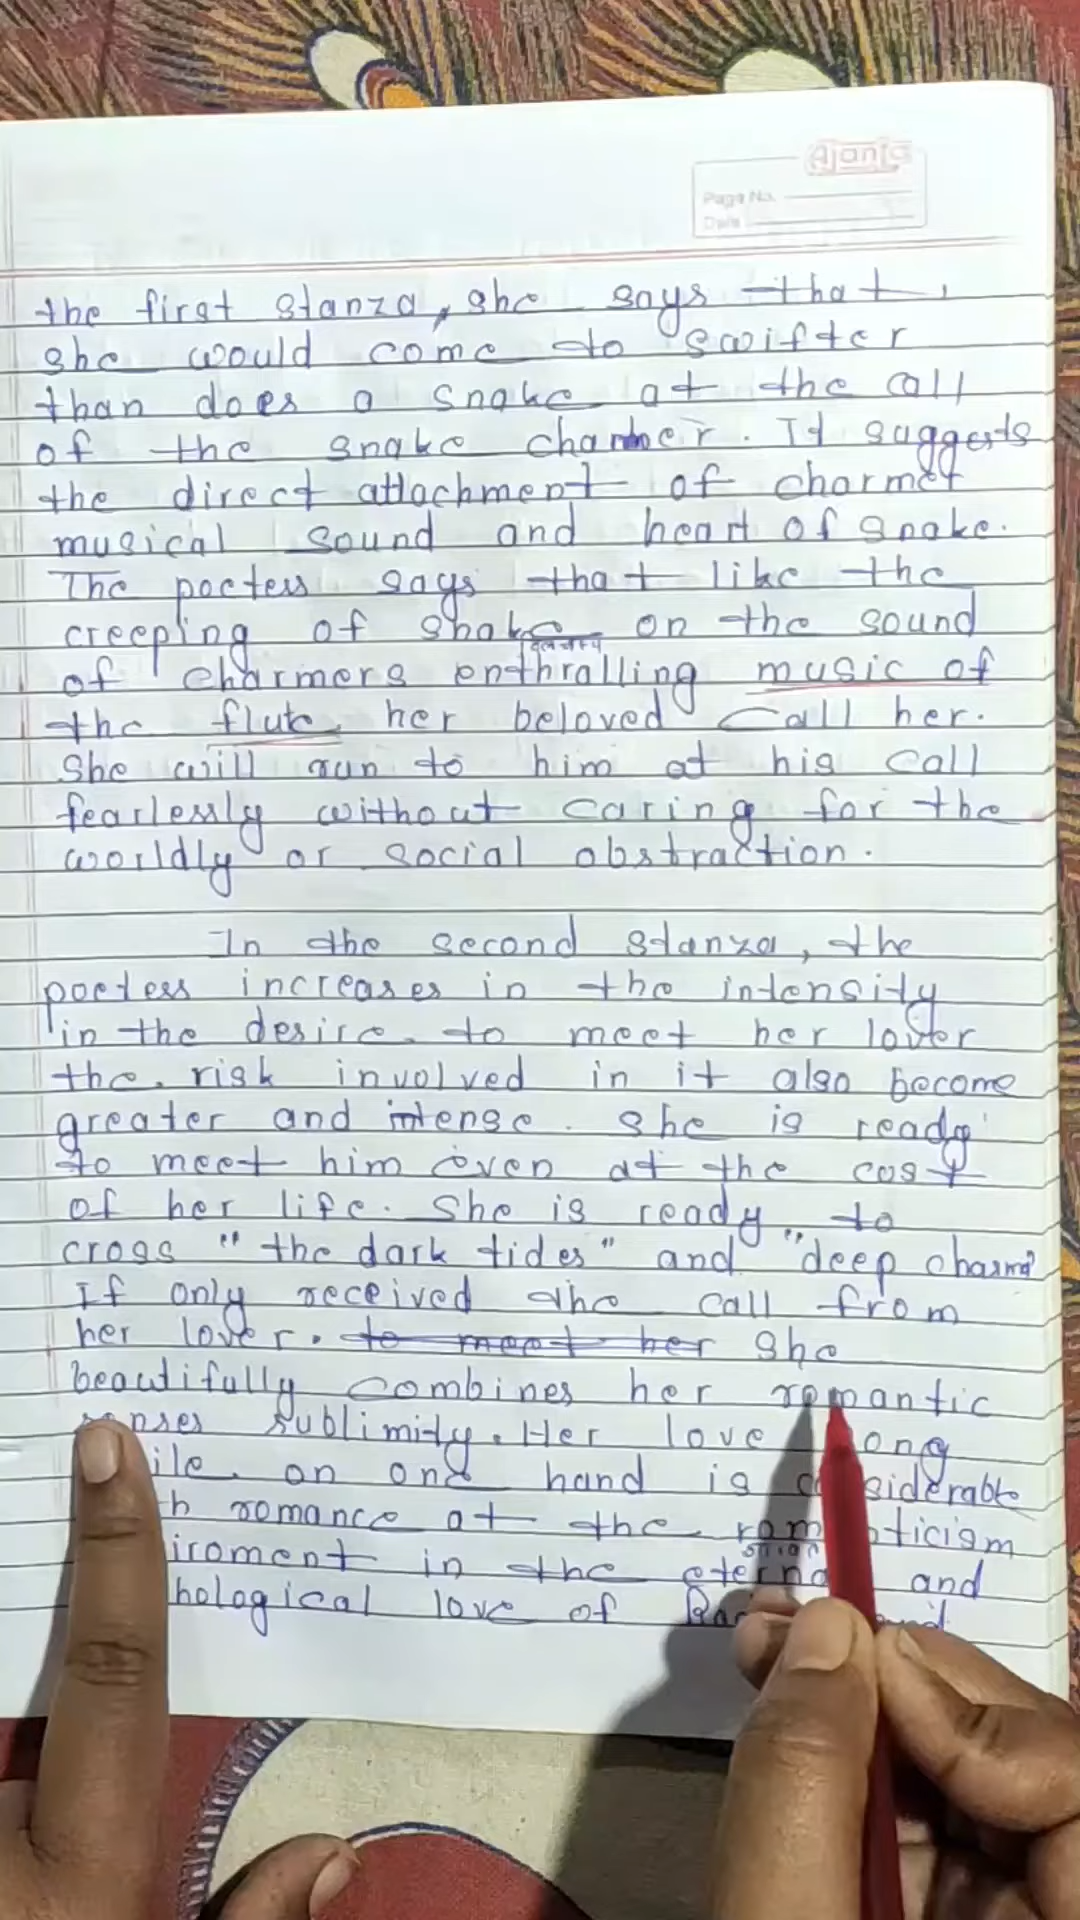 Ajanta
Page No.
Date
the first stanza, she says that,
she would come to swifter
than does a snake at the call
of the snake charmer. It suggests
the direct attachment of charmer
musical sound and heart of snake.
The poetess says that like the
creeping of snake on the sound
of charmers enthralling music of
the flute, her beloved call her.
She will run to him at his call
fearlessly without caring for the
worldly or social obstraction.
In the second stanza, the
poetess increases in the intensity
in the desire to meet her lover
the risk involved in it also become
greater and intense. She is ready
to meet him even at the cost
of her life. She is ready to
cross "the dark tides" and "deep
If only received the call from
her lover. to meet her she
beautifully combines her romantic
senses sublimity. Her love
on one hand is
romance at the
in the and
love of